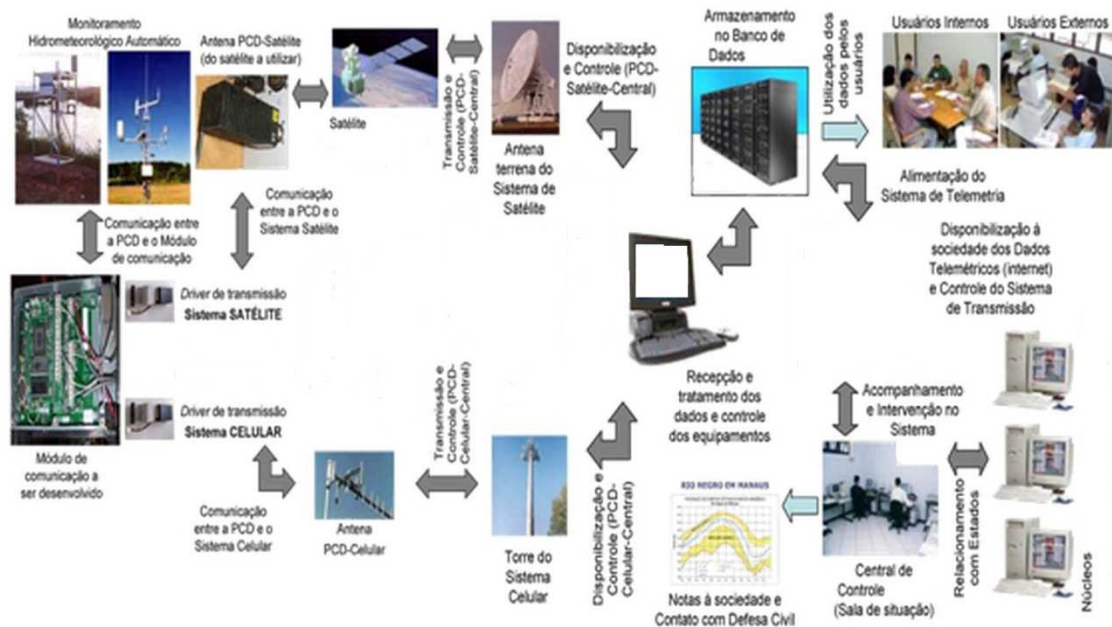 Monitoramento
Hidrometeorológico Automático
Antena PCD-Satélite
(do satélite a utilizar)
Satélite
Transmissão e
Controle (PCD-
Satélite-Central)
Antena
terrena do
Sistema de
Satélite
Disponibilização
e Controle (PCD-
Satélite-Central)
Armazenamento
no Banco de
Dados
Utilização dos
dados pelos
usuários
Usuários Internos
Usuários Externos
Alimentação do
Sistema de Telemetria
Comunicação entre
a PCD e o Módulo
de comunicação
Comunicação
entre a PCD e o
Sistema Satélite
Driver de transmissão
Sistema SATÉLITE
Driver de transmissão
Sistema CELULAR
Módulo de
comunicação a
ser desenvolvido
Comunicação
entre a PCD e o
Sistema Celular
Antena
PCD-Celular
Transmissão e
Controle (PCD-
Celular-Central)
Torre do
Sistema
Celular
Disponibilização e
Controle (PCD-
Celular-Central)
Recepção e
tratamento dos
dados e controle
dos equipamentos
Disponibilização à
sociedade dos Dados
Telemétricos (internet)
e Controle do Sistema
de Transmissão
Acompanhamento
e Intervenção no
Sistema
RIO NEGRO EM MANAUS
Notas à sociedade e
Contato com Defesa Civil
Central de
Controle
(Sala de situação)
Relacionamento
com Estados
Núcleos